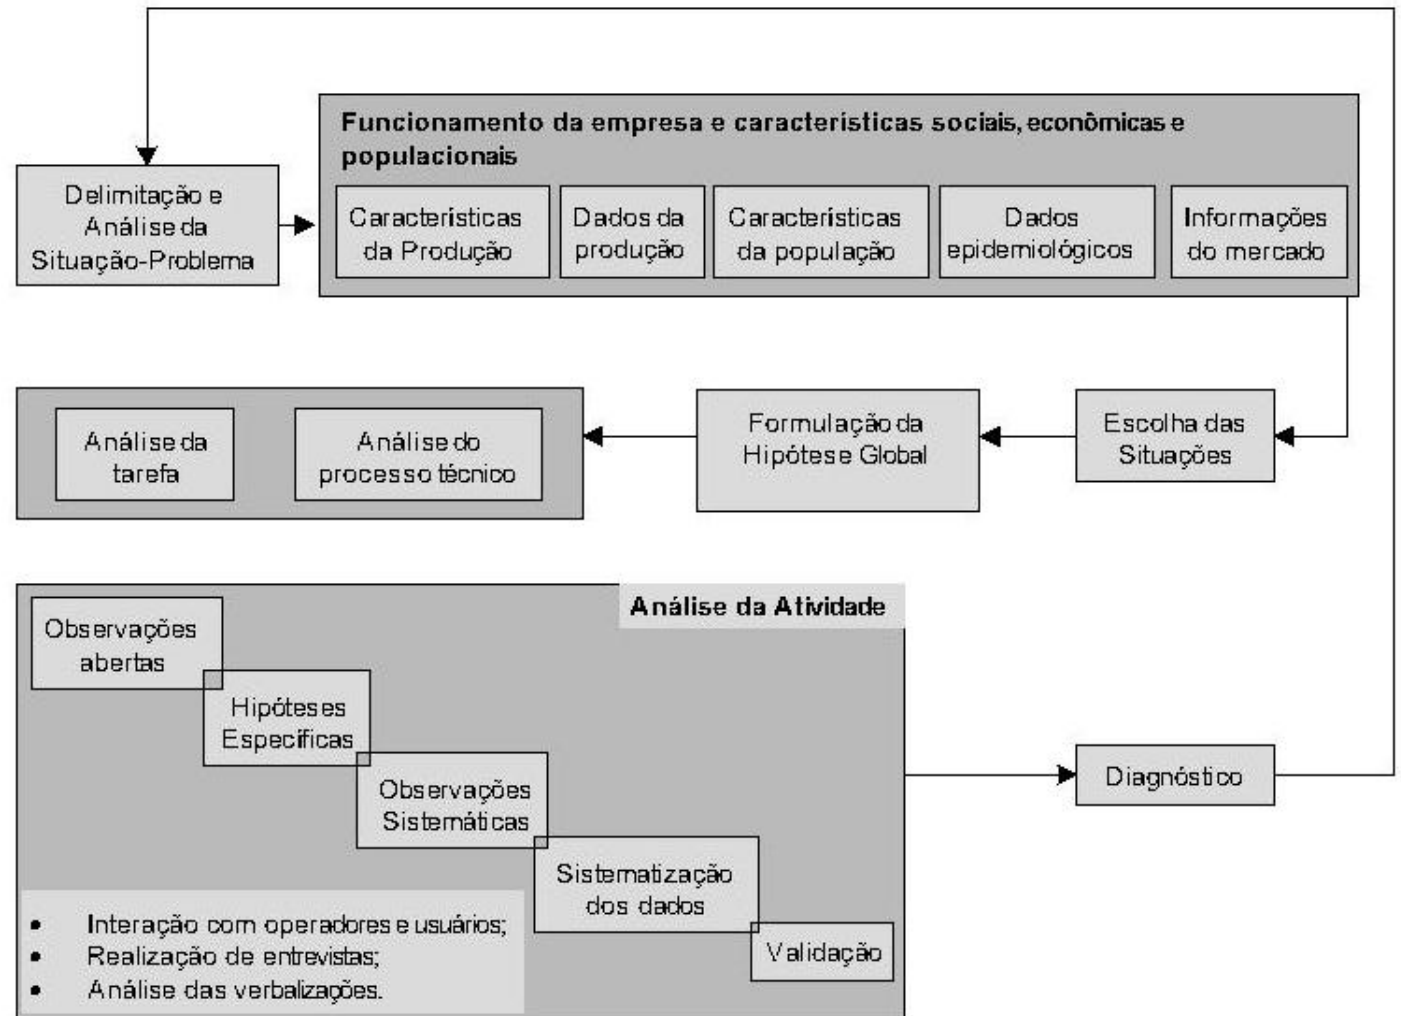 Funcionamento da empresa e características sociais, econômicas e
populacionais
Delimitação e
Análise da
Situação-Problema
Características
da Produção
Dados da
produção
Características
da população
Dados
epidemiológicos
Informações
do mercado
Escolha das
Situações
Formulação da
Hipótese Global
Análise da
tarefa
Análise do
processo técnico
Análise da Atividade
Observações
abertas
Hipóteses
Específicas
Observações
Sistemáticas
Sistematização
dos dados
Validação
• Interação com operadores e usuários;
• Realização de entrevistas;
• Análise das verbalizações.
Diagnóstico